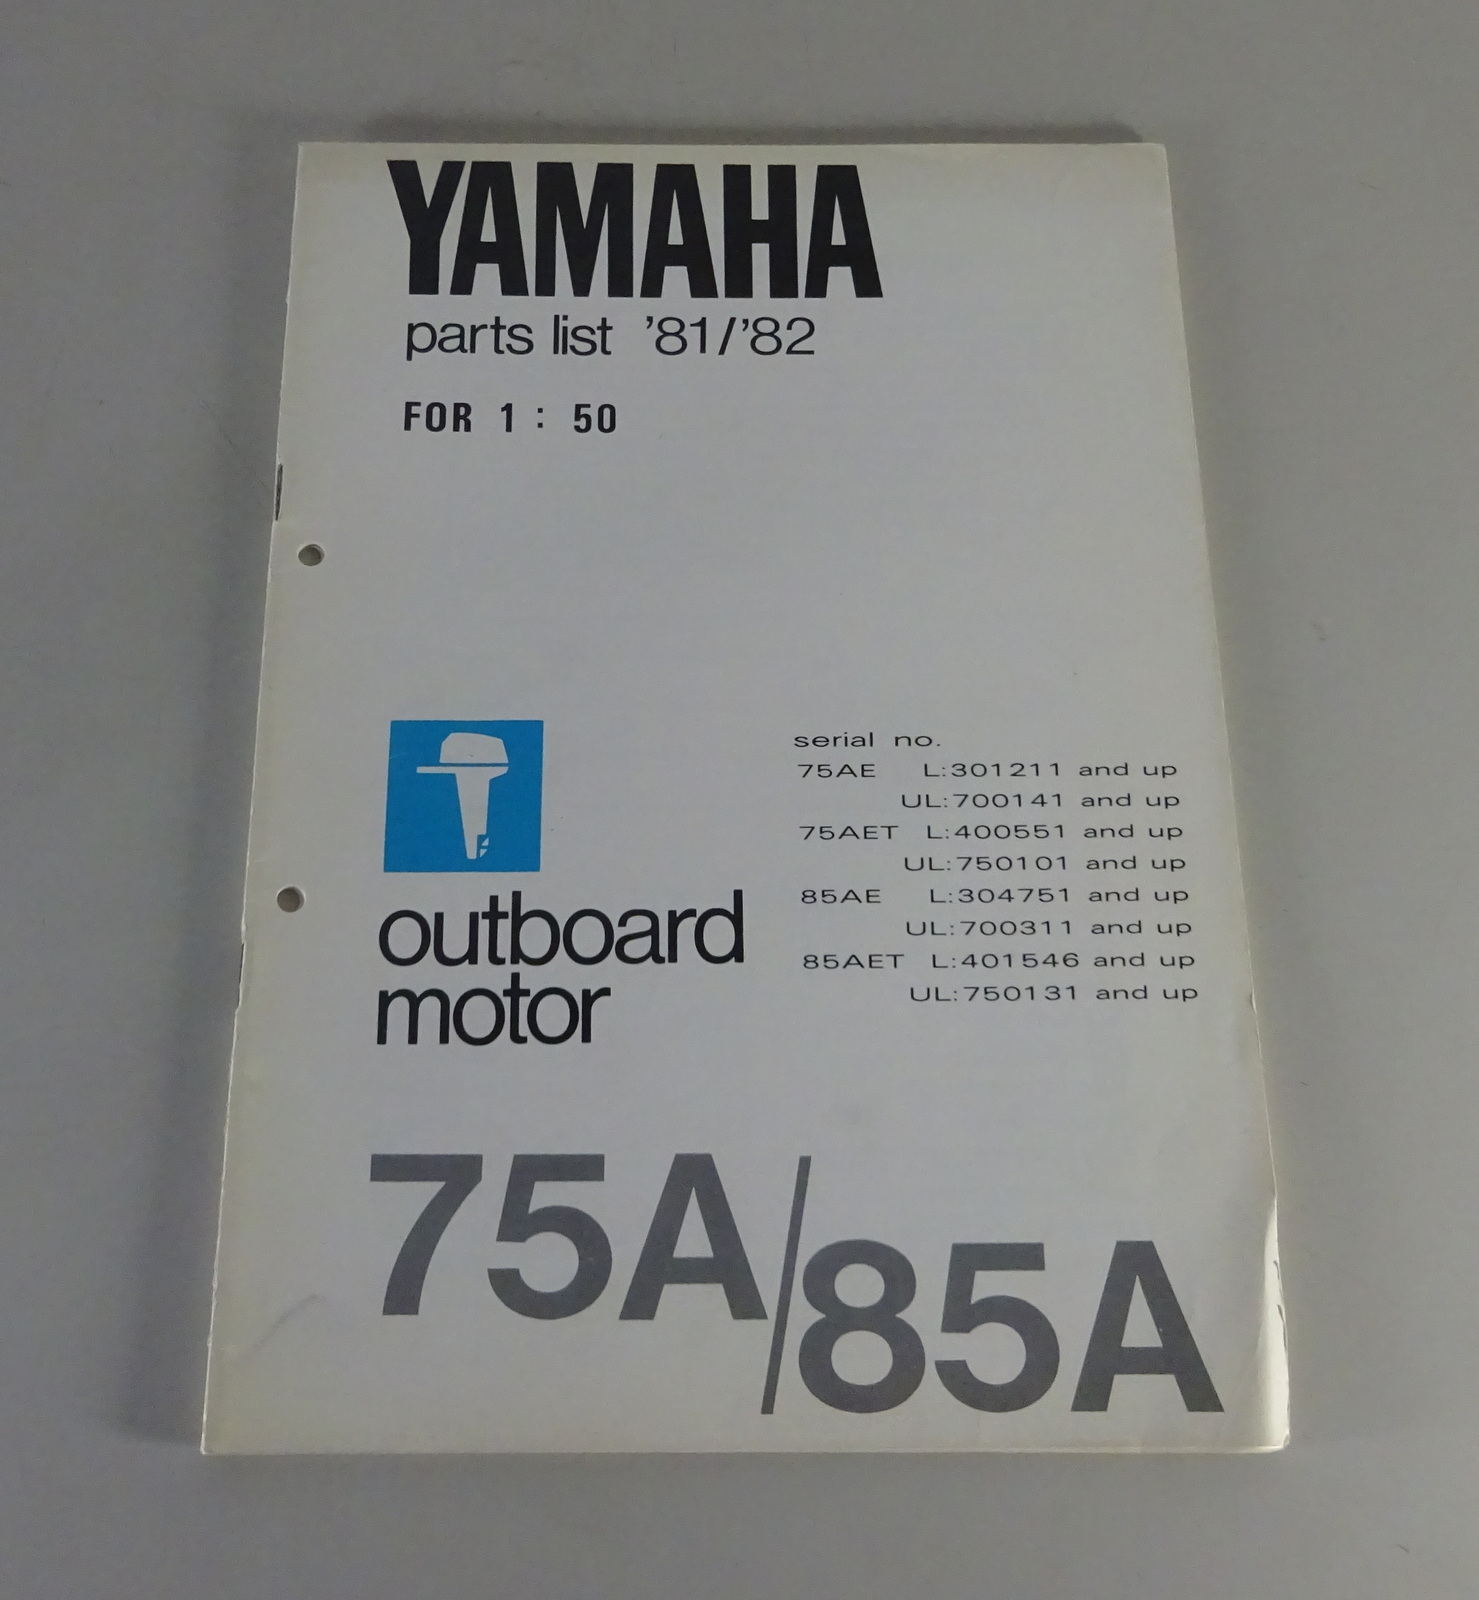 YAMAHA
parts list '81/'82
FOR 1 : 50
serial no.
75AE L:301211 and up
UL:700141 and up
75AET L:400551 and up
UL:750101 and up
85AE L:304751 and up
UL:700311 and up
85AET L:401546 and up
UL:750131 and up
outboard
motor
75A/85A